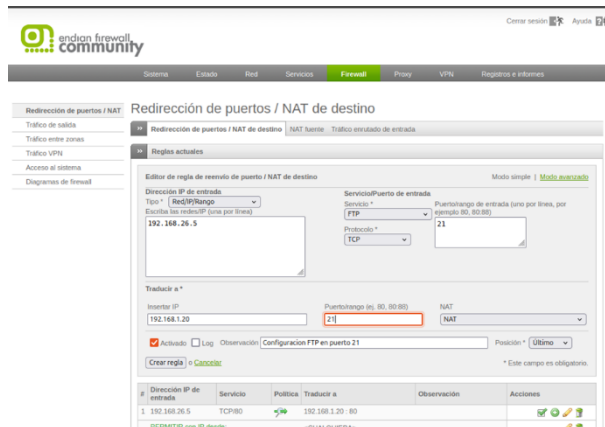 Cerrar sesión Ayuda
endian firewall
community
Sistema Estado Red Servicios Firewall Proxy VPN Registros e informes
Redirección de puertos / NAT
Tráfico de salida
Tráfico entre zonas
Tráfico VPN
Acceso al sistema
Diagramas de firewall
Redirección de puertos / NAT de destino
Redirección de puertos / NAT de destino NAT fuente Tráfico enrutado de entrada
Reglas actuales
Editor de regla de reenvío de puerto / NAT de destino Modo simple | Modo avanzado
Dirección IP de entrada
Tipo * Red/IP/Rango
Escriba las redes/IP (una por línea)
192.168.26.5
Servicio/Puerto de entrada
Servicio *
FTP
Protocolo *
TCP
Puerto/rango de entrada (uno por línea, por
ejemplo 80, 80:88)
21
Traducir a *
Insertar IP Puerto/rango (ej. 80, 80:88) NAT
192.168.1.20 21 NAT
Activado Log Observación Configuracion FTP en puerto 21 Posición * Último
Crear regla o Cancelar * Este campo es obligatorio.
# Dirección IP de entrada Servicio Política Traducir a Observación Acciones
1 192.168.26.5 TCP/80 192.168.1.20 : 80